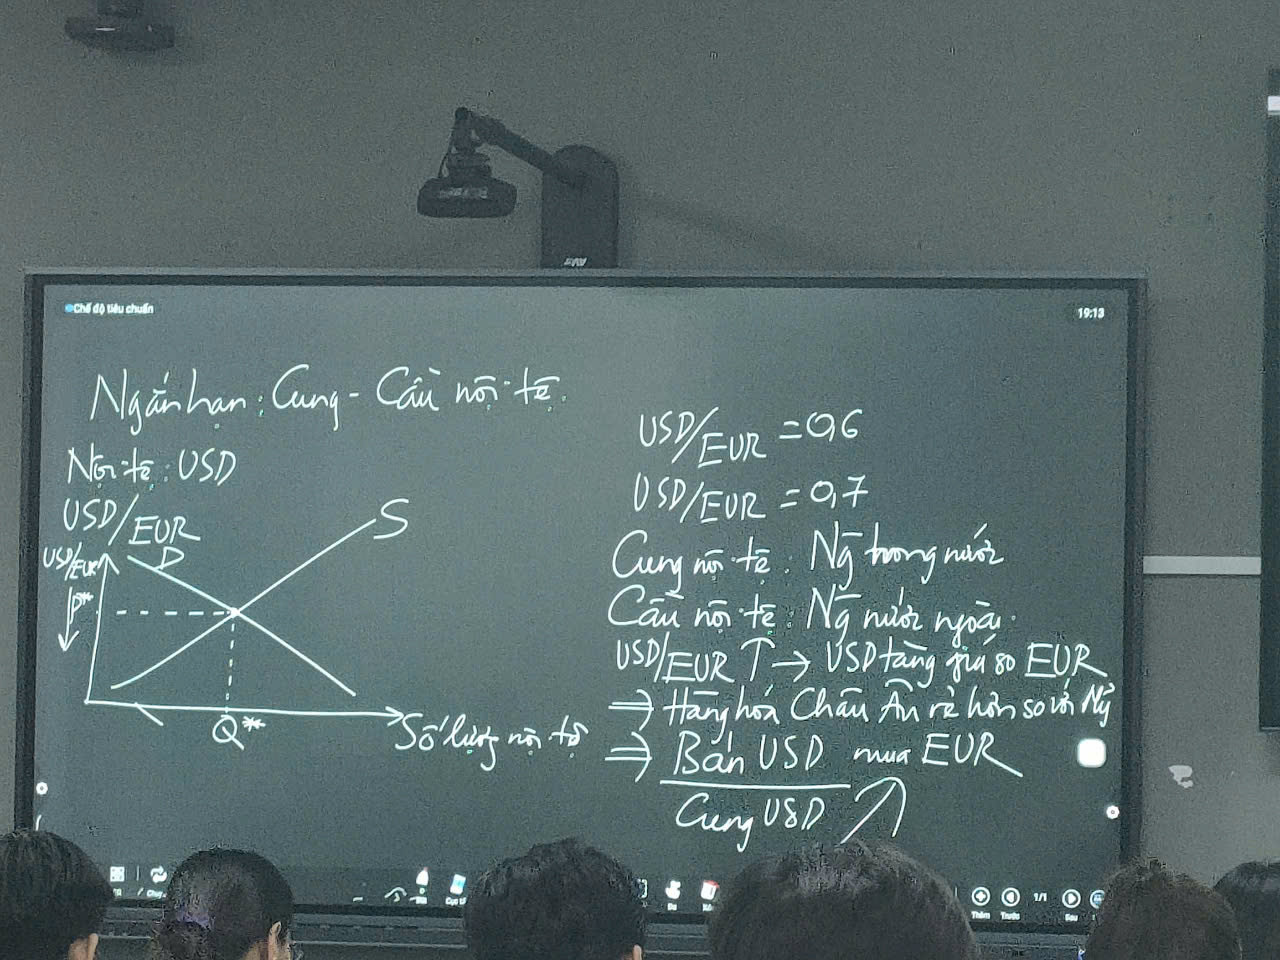 Chế độ tiêu chuẩn
19:13
Ngắn hạn: Cung - Cầu nội tệ.
Nội tệ: USD
USD/EUR
USD/EUR
D
S
P*
Q*
Số lượng nội tệ
USD/EUR = 0,6
USD/EUR = 0,7
Cung nội tệ: Ng̃ trong nước
Cầu nội tệ: Ng̃ nước ngoài.
USD/EUR ↑ → USD tăng giá so EUR
⇒ Hàng hóa Châu Âu rẻ hơn so với Mỹ
⇒ Bán USD mua EUR
Cung USD ↗
AVer
Thêm
Trước
1/1
Sau